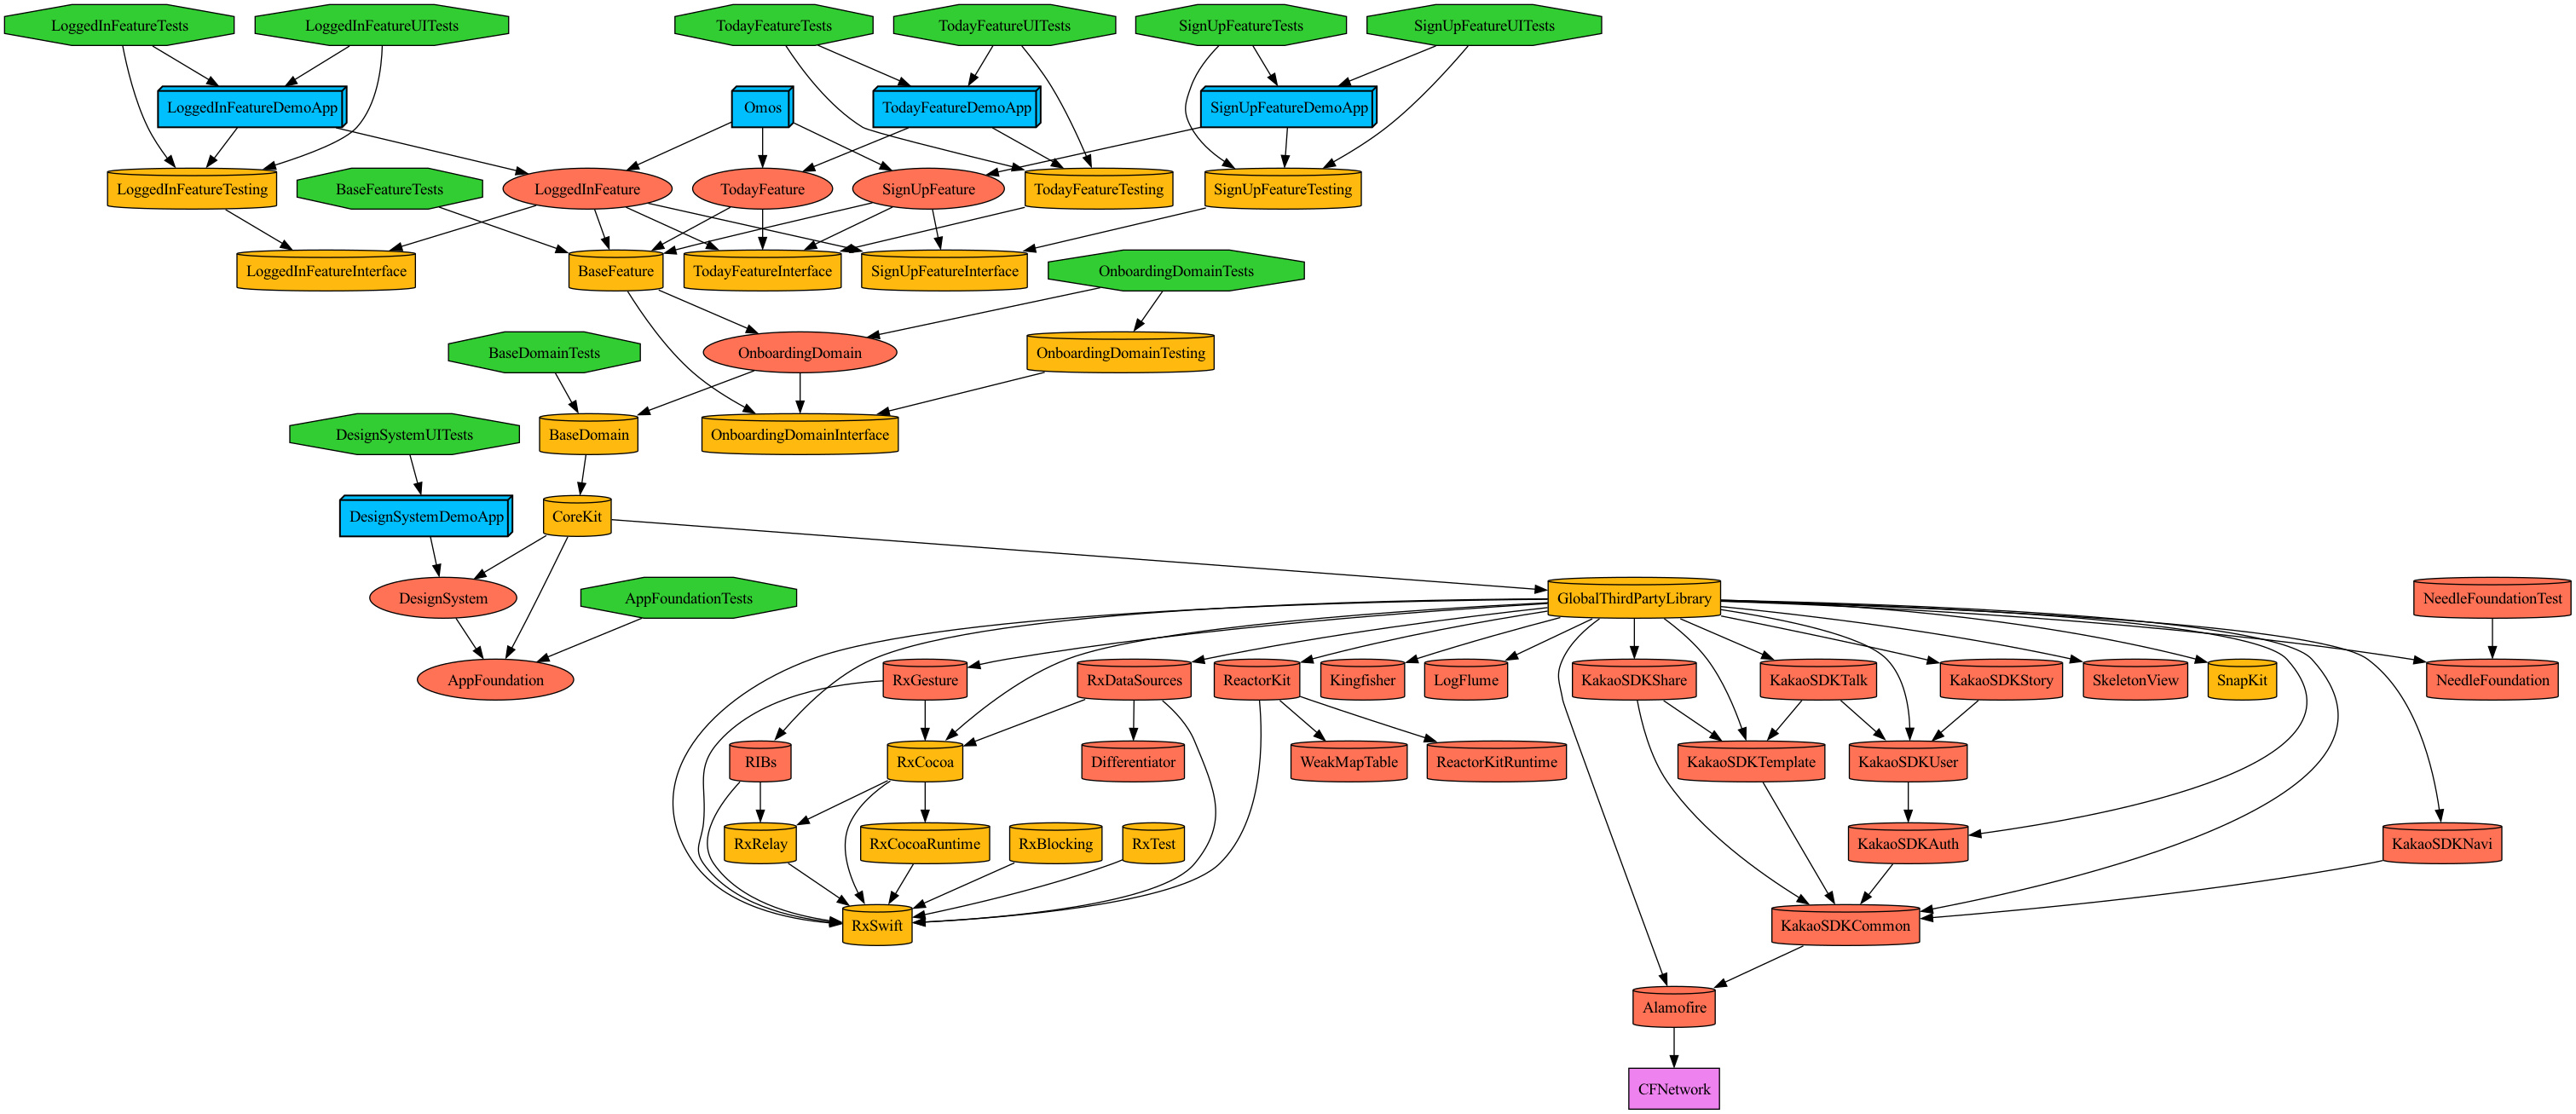 LoggedInFeatureTests
LoggedInFeatureUITests
TodayFeatureTests
TodayFeatureUITests
SignUpFeatureTests
SignUpFeatureUITests
LoggedInFeatureDemoApp
Omos
TodayFeatureDemoApp
SignUpFeatureDemoApp
LoggedInFeatureTesting
BaseFeatureTests
LoggedInFeature
TodayFeature
SignUpFeature
TodayFeatureTesting
SignUpFeatureTesting
LoggedInFeatureInterface
BaseFeature
TodayFeatureInterface
SignUpFeatureInterface
OnboardingDomainTests
BaseDomainTests
OnboardingDomain
OnboardingDomainTesting
DesignSystemUITests
BaseDomain
OnboardingDomainInterface
DesignSystemDemoApp
CoreKit
DesignSystem
AppFoundationTests
GlobalThirdPartyLibrary
NeedleFoundationTest
AppFoundation
RxGesture
RxDataSources
ReactorKit
Kingfisher
LogFlume
KakaoSDKShare
KakaoSDKTalk
KakaoSDKStory
SkeletonView
SnapKit
NeedleFoundation
RIBs
RxCocoa
Differentiator
WeakMapTable
ReactorKitRuntime
KakaoSDKTemplate
KakaoSDKUser
RxRelay
RxCocoaRuntime
RxBlocking
RxTest
KakaoSDKAuth
KakaoSDKNavi
RxSwift
KakaoSDKCommon
Alamofire
CFNetwork